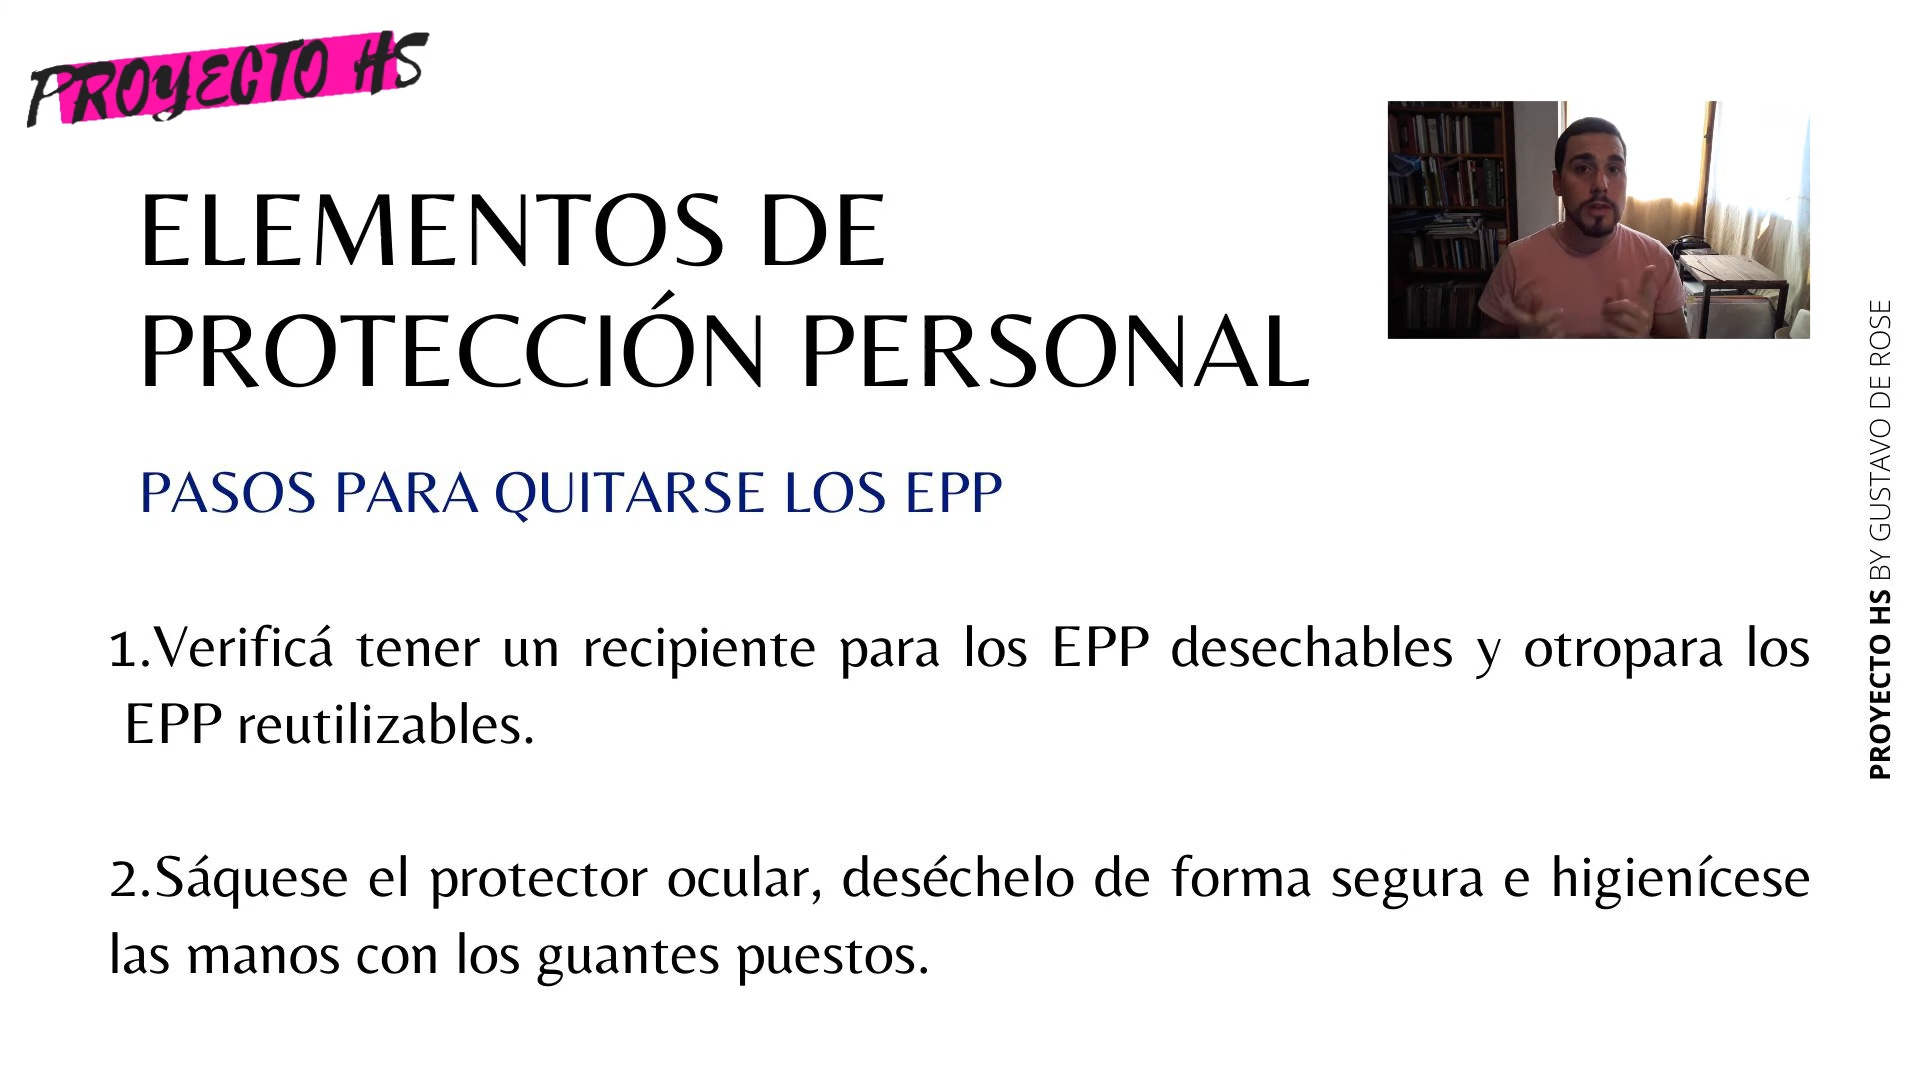 PROYECTO HS
ELEMENTOS DE
PROTECCIÓN PERSONAL
PASOS PARA QUITARSE LOS EPP
1.Verificá tener un recipiente para los EPP desechables y otropara los
EPP reutilizables.
2.Sáquese el protector ocular, deséchelo de forma segura e higienícese
las manos con los guantes puestos.
PROYECTO HS BY GUSTAVO DE ROSE